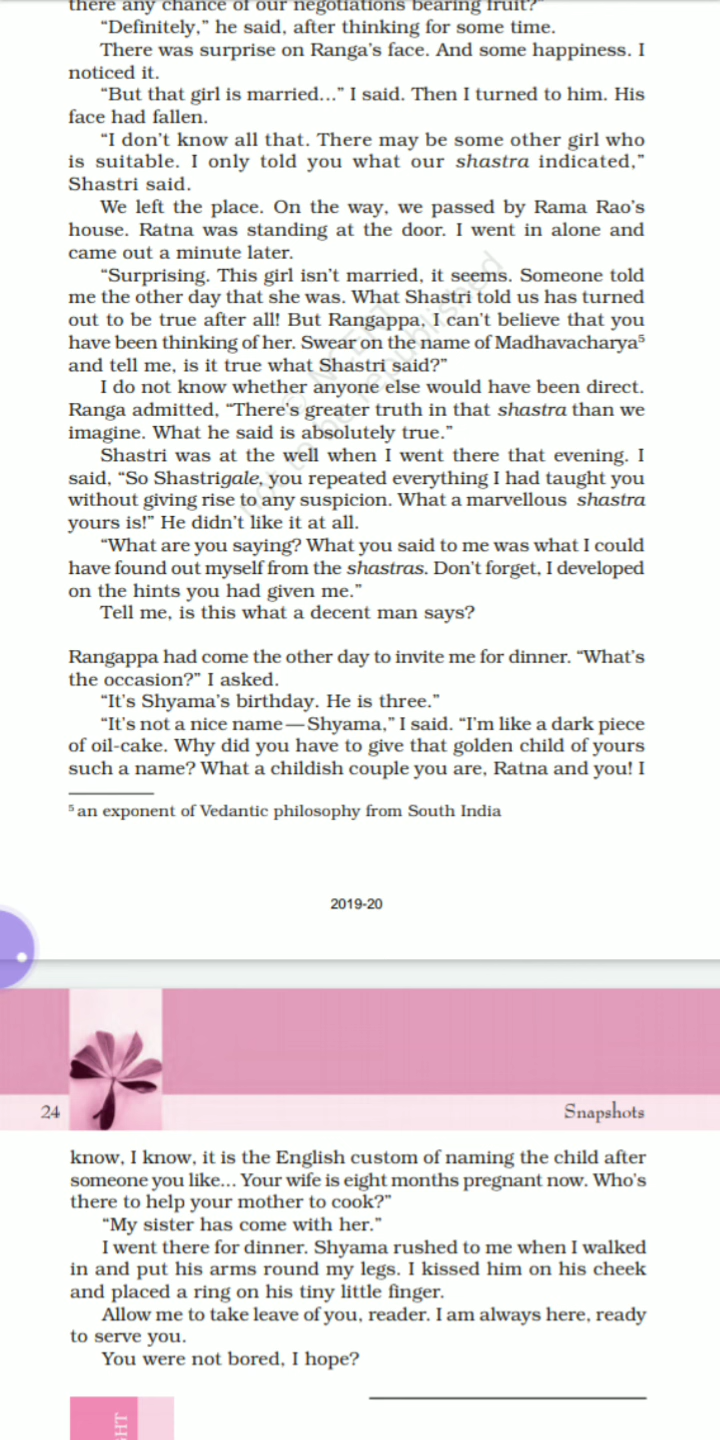 there any chance of our negotiations bearing fruit?"
“Definitely,” he said, after thinking for some time.
There was surprise on Ranga’s face. And some happiness. I
noticed it.
“But that girl is married...” I said. Then I turned to him. His
face had fallen.
“I don’t know all that. There may be some other girl who
is suitable. I only told you what our shastra indicated,”
Shastri said.
We left the place. On the way, we passed by Rama Rao’s
house. Ratna was standing at the door. I went in alone and
came out a minute later.
“Surprising. This girl isn’t married, it seems. Someone told
me the other day that she was. What Shastri told us has turned
out to be true after all! But Rangappa, I can’t believe that you
have been thinking of her. Swear on the name of Madhavacharya⁵
and tell me, is it true what Shastri said?”
I do not know whether anyone else would have been direct.
Ranga admitted, “There’s greater truth in that shastra than we
imagine. What he said is absolutely true.”
Shastri was at the well when I went there that evening. I
said, “So Shastrigale, you repeated everything I had taught you
without giving rise to any suspicion. What a marvellous shastra
yours is!” He didn’t like it at all.
“What are you saying? What you said to me was what I could
have found out myself from the shastras. Don’t forget, I developed
on the hints you had given me.”
Tell me, is this what a decent man says?
Rangappa had come the other day to invite me for dinner. “What’s
the occasion?” I asked.
“It’s Shyama’s birthday. He is three.”
“It’s not a nice name — Shyama,” I said. “I’m like a dark piece
of oil-cake. Why did you have to give that golden child of yours
such a name? What a childish couple you are, Ratna and you! I
⁵ an exponent of Vedantic philosophy from South India
© NCERT
not to be republished
2019-20
24
Snapshots
know, I know, it is the English custom of naming the child after
someone you like... Your wife is eight months pregnant now. Who’s
there to help your mother to cook?”
“My sister has come with her.”
I went there for dinner. Shyama rushed to me when I walked
in and put his arms round my legs. I kissed him on his cheek
and placed a ring on his tiny little finger.
Allow me to take leave of you, reader. I am always here, ready
to serve you.
You were not bored, I hope?
HT